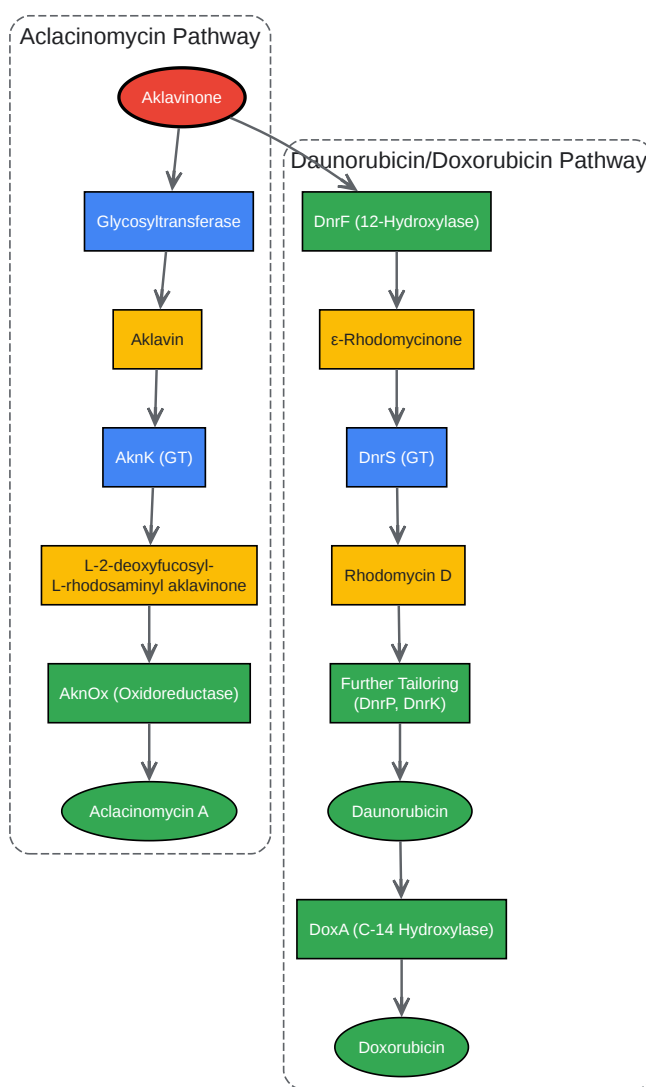 Aclacinomycin Pathway
Aklavinone
Daunorubicin/Doxorubicin Pathway
Glycosyltransferase
DnrF (12-Hydroxylase)
Aklavin
ε-Rhodomycinone
AknK (GT)
DnrS (GT)
L-2-deoxyfucosyl-
L-rhodosaminyl aklavinone
Rhodomycin D
AknOx (Oxidoreductase)
Further Tailoring
(DnrP, DnrK)
Aclacinomycin A
Daunorubicin
DoxA (C-14 Hydroxylase)
Doxorubicin